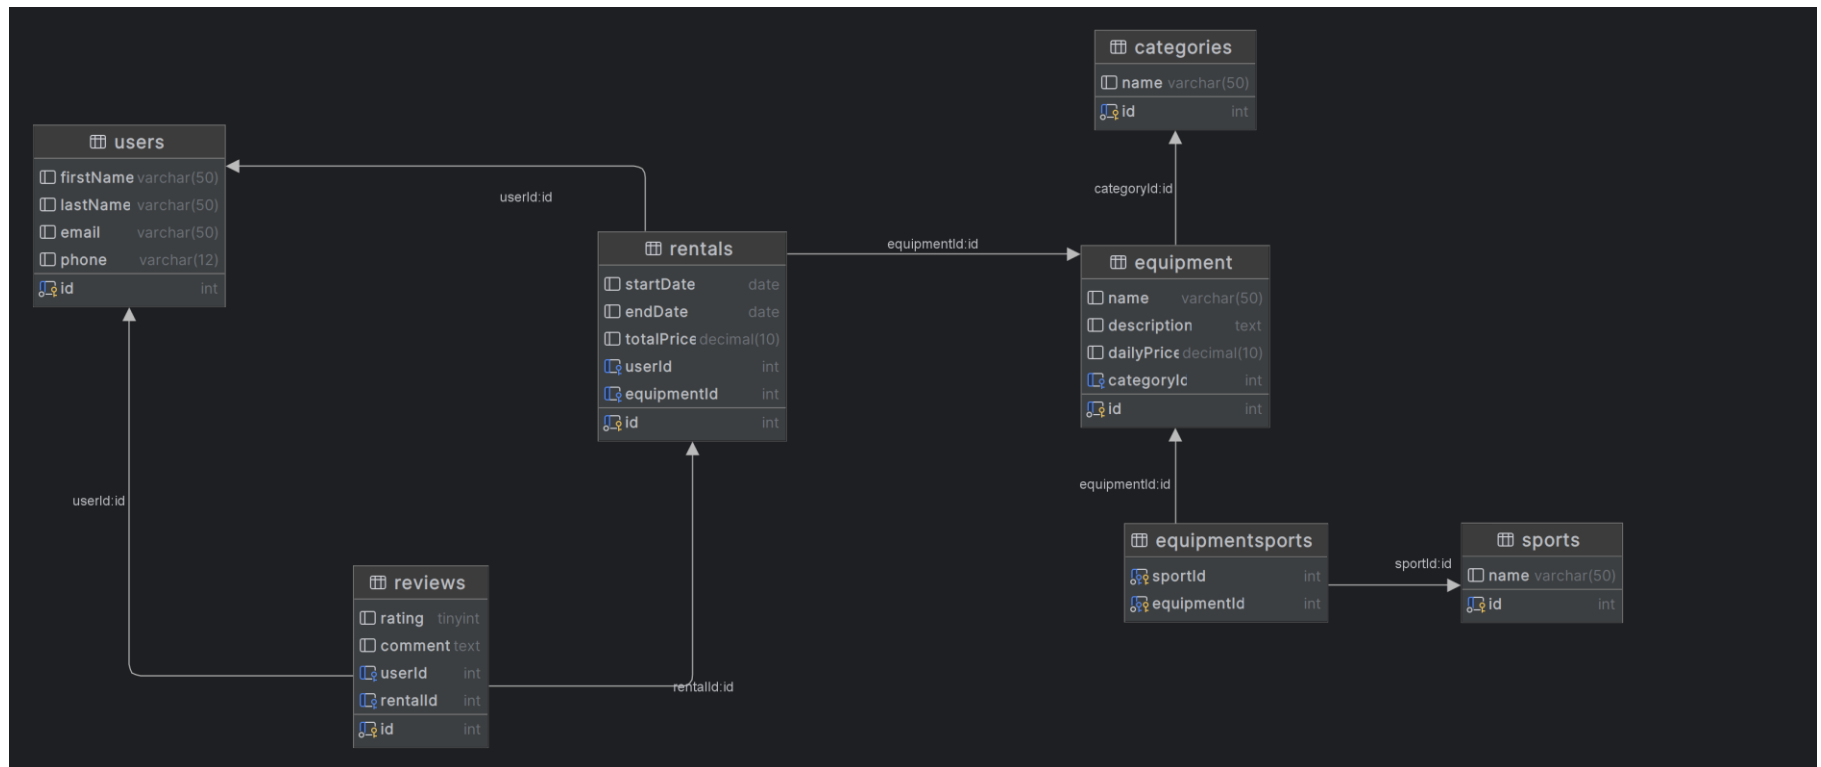 categories
name varchar(50)
id int
users
firstName varchar(50)
lastName varchar(50)
email varchar(50)
phone varchar(12)
id int
userId:id
categoryId:id
rentals
startDate date
endDate date
totalPrice decimal(10)
userId int
equipmentId int
id int
equipmentId:id
equipment
name varchar(50)
description text
dailyPrice decimal(10)
categoryId int
id int
userId:id
equipmentId:id
equipmentsports
sportId int
equipmentId int
sportId:id
sports
name varchar(50)
id int
reviews
rating tinyint
comment text
userId int
rentalId int
id int
rentalId:id